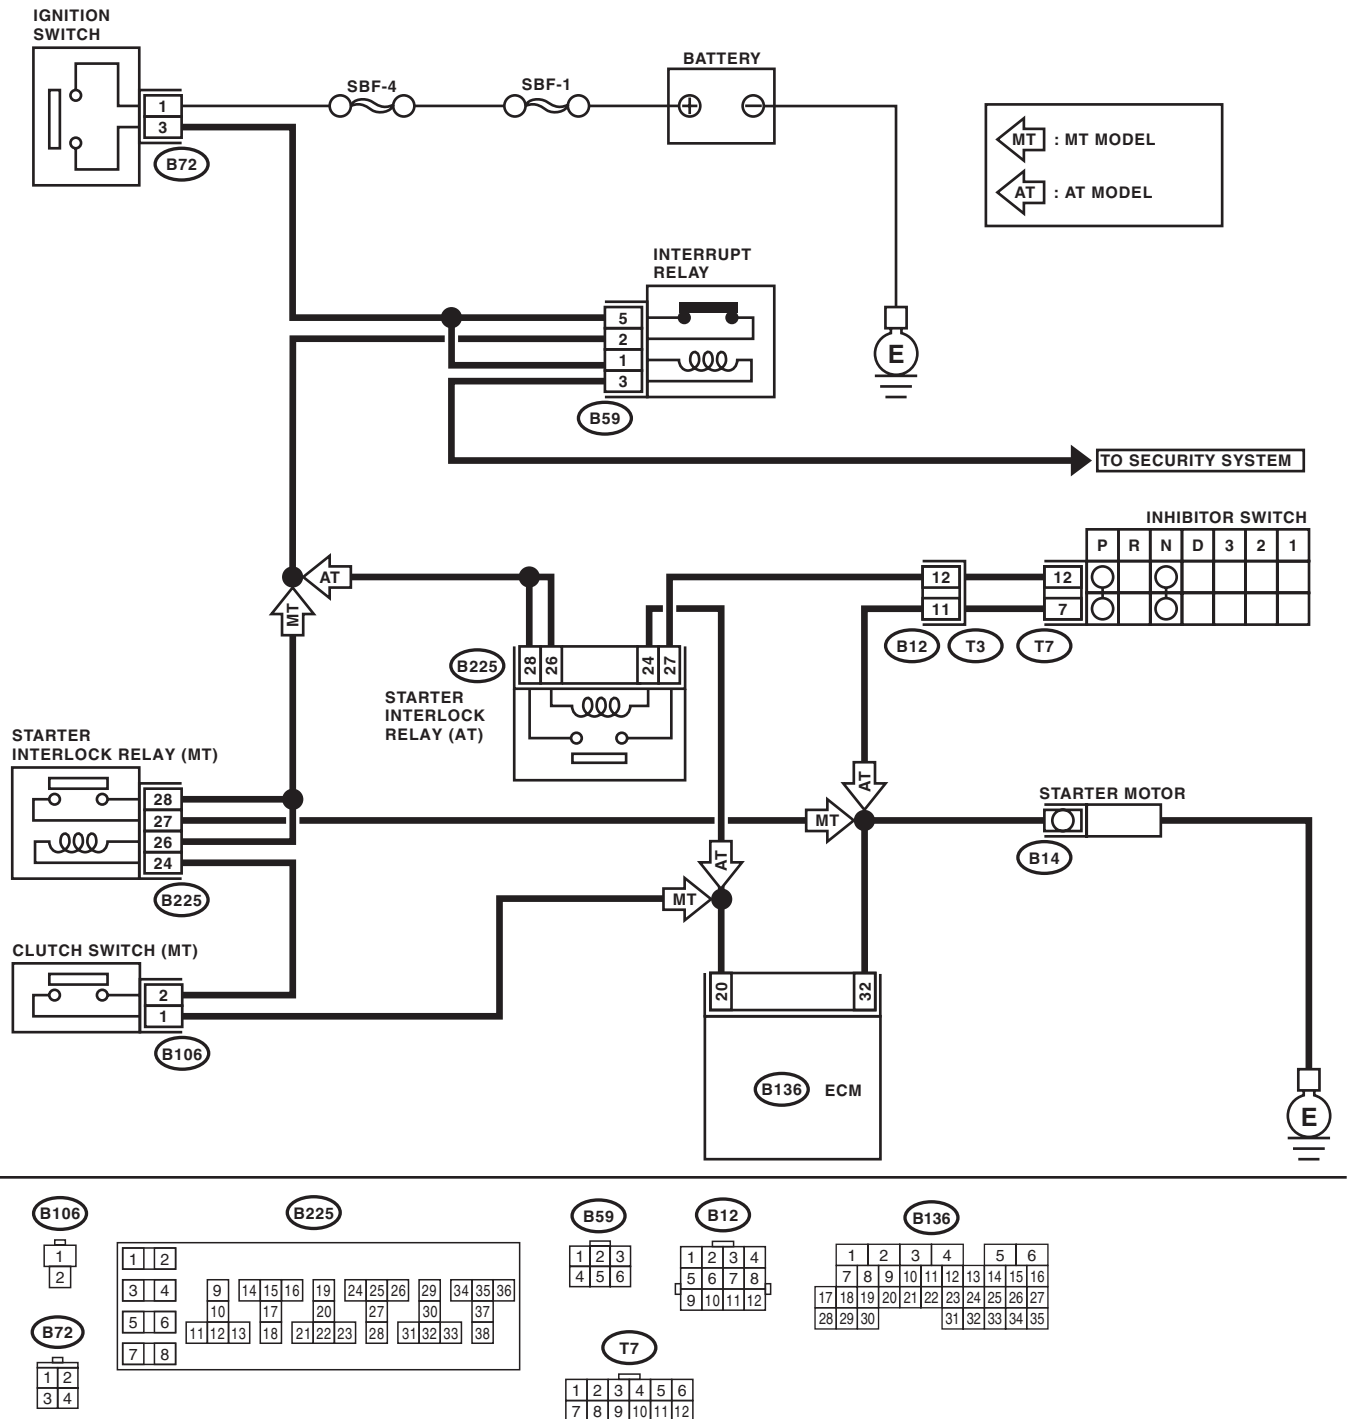 IGNITION
SWITCH
1
3
B72
SBF-4
SBF-1
BATTERY
MT : MT MODEL
AT : AT MODEL
INTERRUPT
RELAY
5
2
1
3
B59
E
TO SECURITY SYSTEM
INHIBITOR SWITCH
P R N D 3 2 1
12
11
12
7
B12
T3
T7
AT
MT
28 26 24 27
B225
STARTER
INTERLOCK
RELAY (AT)
STARTER
INTERLOCK RELAY (MT)
28
27
26
24
B225
AT
MT
STARTER MOTOR
B14
AT
MT
CLUTCH SWITCH (MT)
2
1
B106
20 32
B136 ECM
E
B106
1
2
B72
1 2
3 4
B225
1 2
3 4 9 14 15 16 19 24 25 26 29 34 35 36
10 17 20 27 30 37
5 6 11 12 13 18 21 22 23 28 31 32 33 38
7 8
B59
1 2 3
4 5 6
B12
1 2 3 4
5 6 7 8
9 10 11 12
B136
1 2 3 4 5 6
7 8 9 10 11 12 13 14 15 16
17 18 19 20 21 22 23 24 25 26 27
28 29 30 31 32 33 34 35
T7
1 2 3 4 5 6
7 8 9 10 11 12